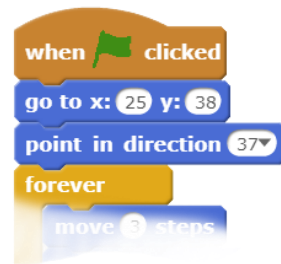 when clicked
go to x: 25 y: 38
point in direction 37
forever
move 3 steps